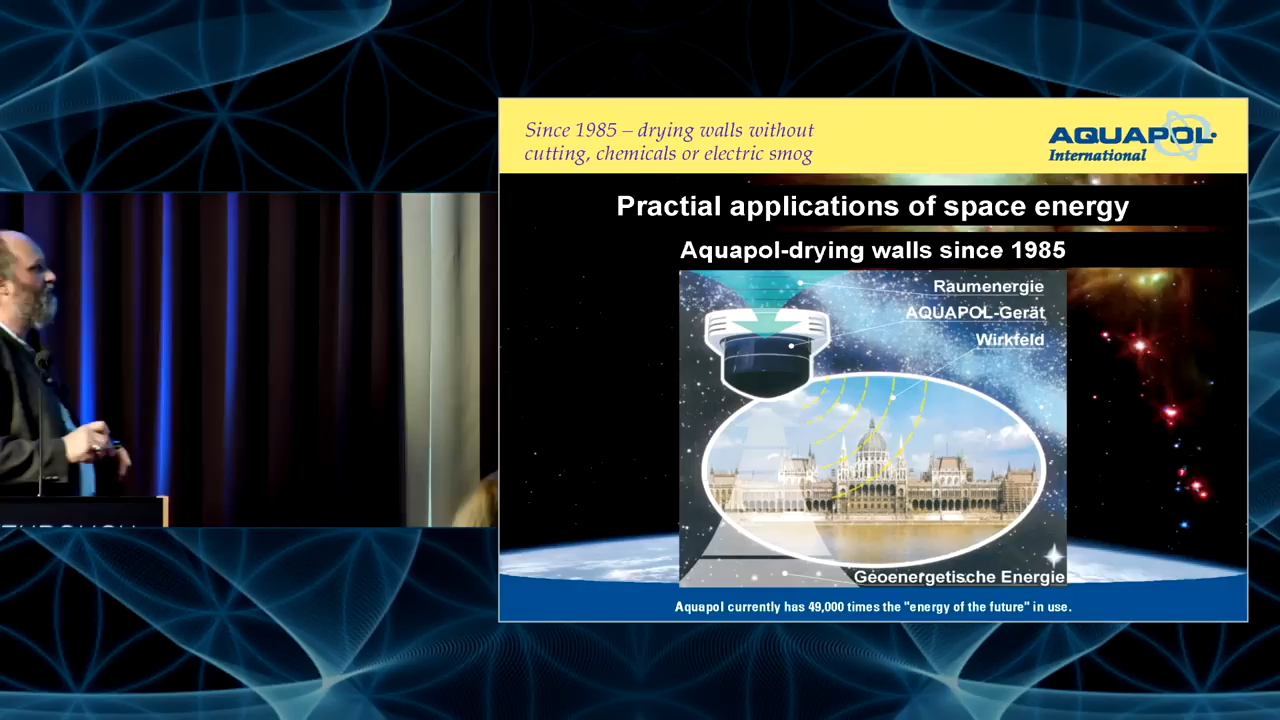 Since 1985 – drying walls without
cutting, chemicals or electric smog
AQUAPOL
International
Practial applications of space energy
Aquapol-drying walls since 1985
Raumenergie
AQUAPOL-Gerät
Wirkfeld
Geoenergetische Energie
Aquapol currently has 49,000 times the "energy of the future" in use.